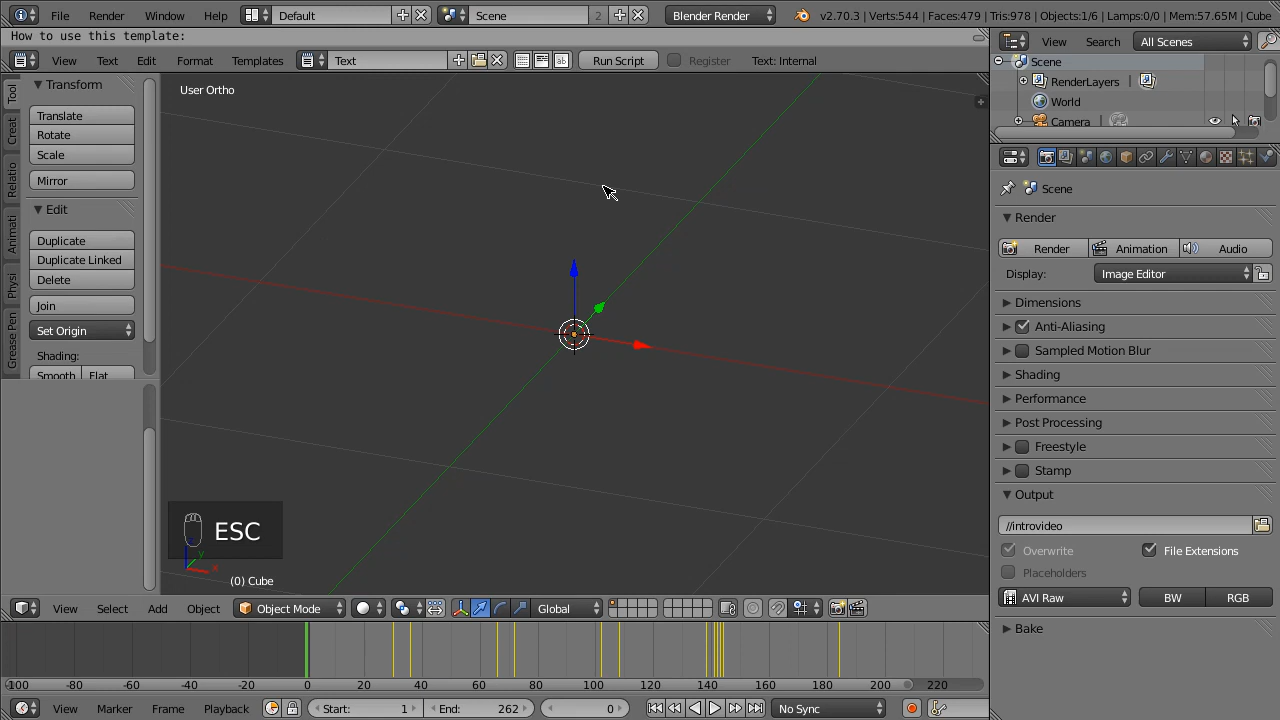 File Render Window Help Default Scene 2 Blender Render v2.70.3 | Verts:544 | Faces:479 | Tris:978 | Objects:1/6 | Lamps:0/0 | Mem:57.65M | Cube
How to use this template:
View Text Edit Format Templates Text Run Script Register Text: Internal
View Search All Scenes
Scene
RenderLayers
World
Camera
Tool
Creat
Relatio
Animati
Physi
Grease Pen
Transform
Translate
Rotate
Scale
Mirror
Edit
Duplicate
Duplicate Linked
Delete
Join
Set Origin
Shading:
Smooth Flat
User Ortho
ESC
z
y
x
(0) Cube
Scene
Render
Render Animation Audio
Display: Image Editor
Dimensions
Anti-Aliasing
Sampled Motion Blur
Shading
Performance
Post Processing
Freestyle
Stamp
Output
//introvideo
Overwrite File Extensions
Placeholders
AVI Raw BW RGB
Bake
View Select Add Object Object Mode Global
-100 -80 -60 -40 -20 0 20 40 60 80 100 120 140 160 180 200 220
View Marker Frame Playback Start: 1 End: 262 0 No Sync